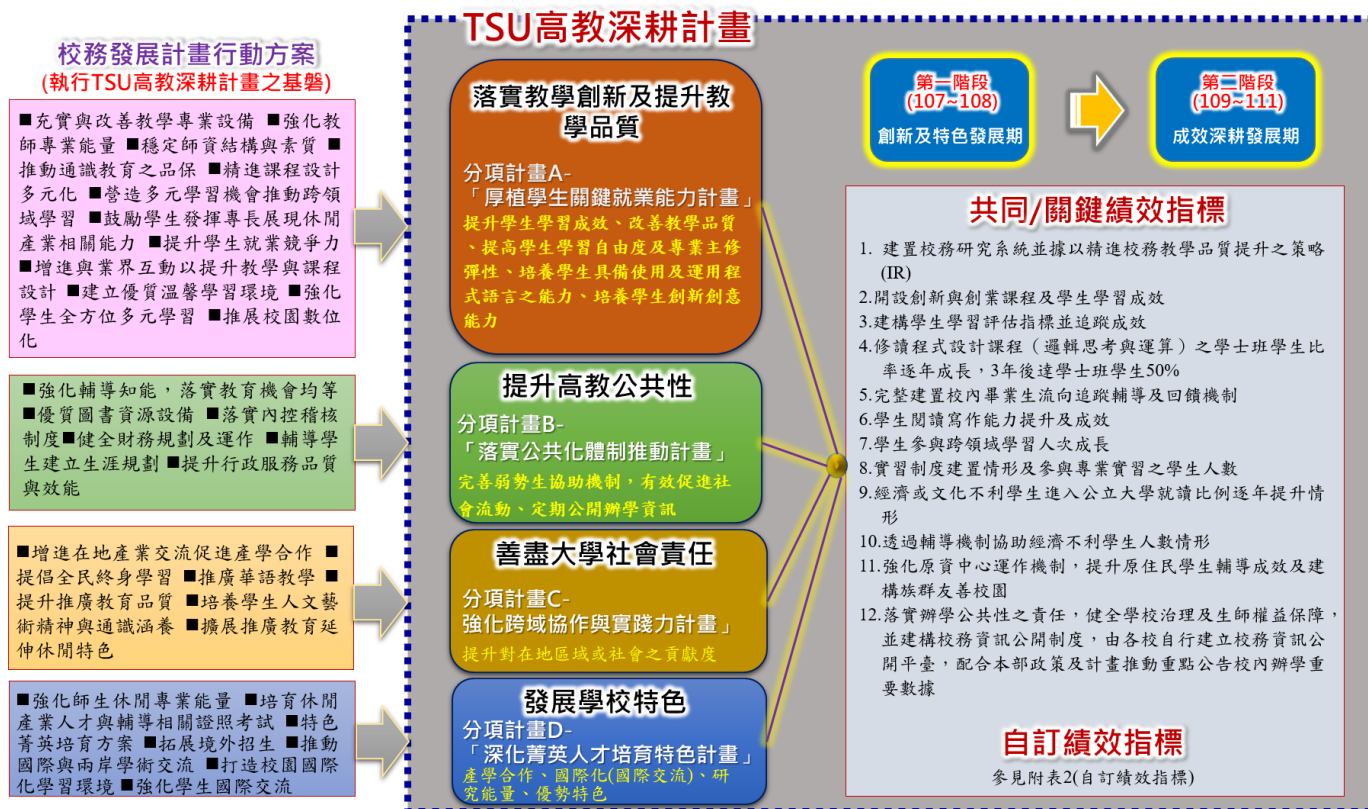 校務發展計畫行動方案
(執行TSU高教深耕計畫之基磐)
■充實與改善教學專業設備 ■強化教
師專業能量 ■穩定師資結構與素質 ■
推動通識教育之品保 ■精進課程設計
多元化 ■營造多元學習機會推動跨領
域學習 ■鼓勵學生發揮專長展現休閒
產業相關能力 ■提升學生就業競爭力
■增進與業界互動以提升教學與課程
設計 ■建立優質溫馨學習環境 ■強化
學生全方位多元學習 ■推展校園數位
化
■強化輔導知能，落實教育機會均等
■優質圖書資源設備 ■落實內控稽核
制度■健全財務規劃及運作 ■輔導學
生建立生涯規劃 ■提升行政服務品質
與效能
■增進在地產業交流促進產學合作 ■
提倡全民終身學習 ■推廣華語教學 ■
提升推廣教育品質 ■培養學生人文藝
術精神與通識涵養 ■擴展推廣教育延
伸休閒特色
■強化師生休閒專業能量 ■培育休閒
產業人才與輔導相關證照考試 ■特色
菁英培育方案 ■拓展境外招生 ■推動
國際與兩岸學術交流 ■打造校園國際
化學習環境 ■強化學生國際交流
TSU高教深耕計畫
落實教學創新及提升教
學品質
分項計畫A-
「厚植學生關鍵就業能力計畫」
提升學生學習成效、改善教學品質
、提高學生學習自由度及專業主修
彈性、培養學生具備使用及運用程
式語言之能力、培養學生創新創意
能力
提升高教公共性
分項計畫B-
「落實公共化體制推動計畫」
完善弱勢生協助機制，有效促進社
會流動、定期公開辦學資訊
善盡大學社會責任
分項計畫C-
強化跨域協作與實踐力計畫」
提升對在地區域或社會之貢獻度
發展學校特色
分項計畫D-
「深化菁英人才培育特色計畫」
產學合作、國際化(國際交流)、研
究能量、優勢特色
第一階段
(107~108)
創新及特色發展期
第二階段
(109~111)
成效深耕發展期
共同/關鍵績效指標
1. 建置校務研究系統並據以精進校務教學品質提升之策略
(IR)
2.開設創新與創業課程及學生學習成效
3.建構學生學習評估指標並追蹤成效
4.修讀程式設計課程（邏輯思考與運算）之學士班學生比
率逐年成長，3年後達學士班學生50%
5.完整建置校內畢業生流向追蹤輔導及回饋機制
6.學生閱讀寫作能力提升及成效
7.學生參與跨領域學習人次成長
8.實習制度建置情形及參與專業實習之學生人數
9.經濟或文化不利學生進入公立大學就讀比例逐年提升情
形
10.透過輔導機制協助經濟不利學生人數情形
11.強化原資中心運作機制，提升原住民學生輔導成效及建
構族群友善校園
12.落實辦學公共性之責任，健全學校治理及生師權益保障，
並建構校務資訊公開制度，由各校自行建立校務資訊公
開平臺，配合本部政策及計畫推動重點公告校內辦學重
要數據
自訂績效指標
參見附表2(自訂績效指標)